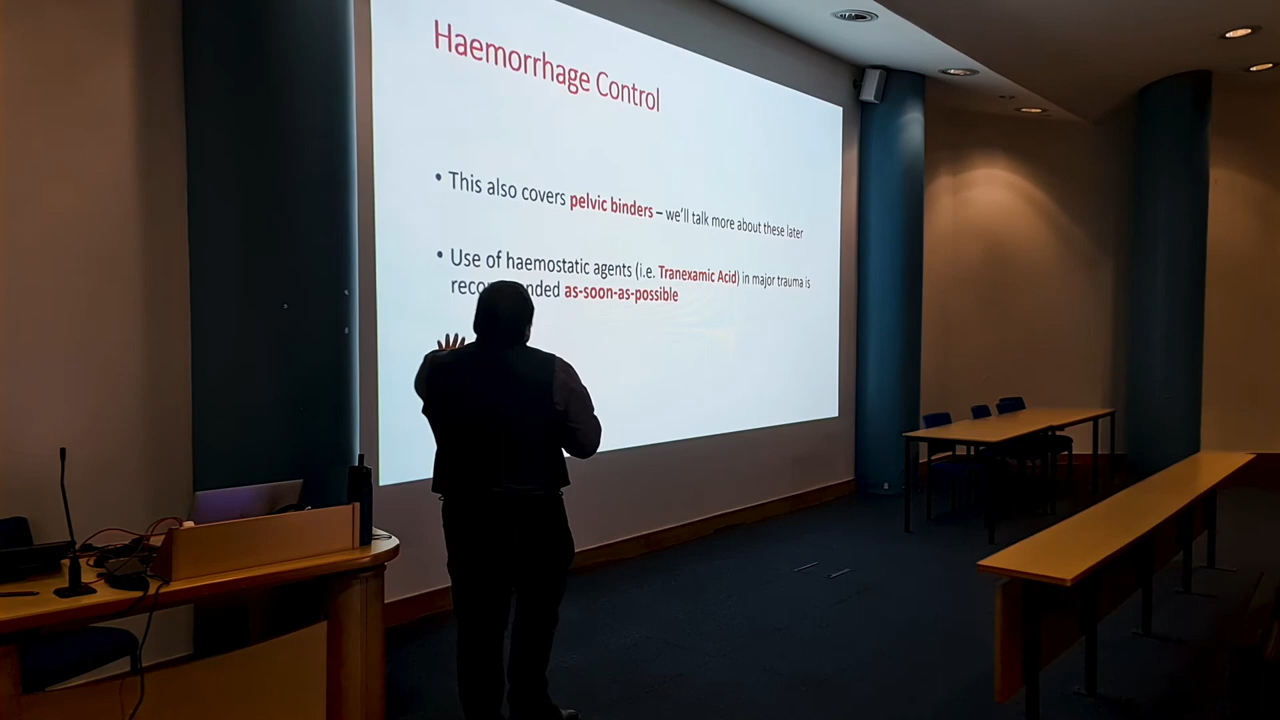 Haemorrhage Control
• This also covers pelvic binders – we'll talk more about these later
• Use of haemostatic agents (i.e. Tranexamic Acid) in major trauma is
as-soon-as-possible